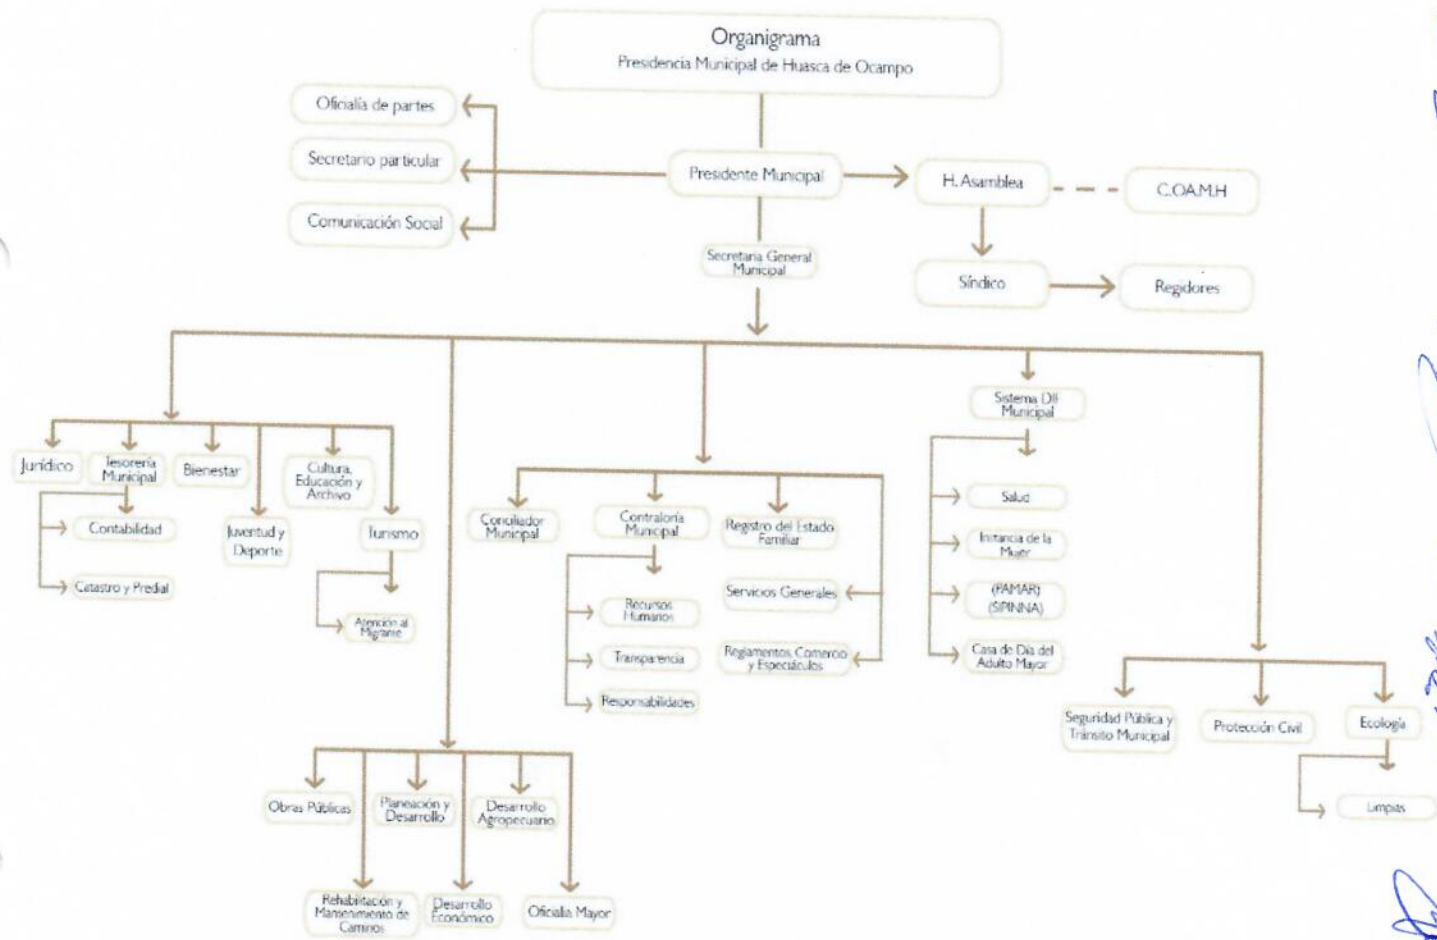 Organigrama
Presidencia Municipal de Huasca de Ocampo
Oficialía de partes
Secretario particular
Comunicación Social
Presidente Municipal
H. Asamblea
C.OA.M.H
Secretaria General
Municipal
Síndico
Regidores
Sistema DIF
Municipal
Jurídico
Tesorería
Municipal
Bienestar
Cultura,
Educación y
Archivo
Contabilidad
Juventud y
Deporte
Turismo
Catastro y Predial
Atención al
Migrante
Conciliador
Municipal
Contraloría
Municipal
Registro del Estado
Familiar
Recursos
Humanos
Servicios Generales
Transparencia
Reglamentos, Comercio
y Espectáculos
Responsabilidades
Salud
Initancia de la
Mujer
(PAMAR)
(SIPINNA)
Casa de Día del
Adulto Mayor
Seguridad Pública y
Tránsito Municipal
Protección Civil
Ecología
Limpias
Obras Públicas
Planeación y
Desarrollo
Desarrollo
Agropecuario
Rehabilitación y
Mantenimiento de
Caminos
Desarrollo
Económico
Oficialia Mayor